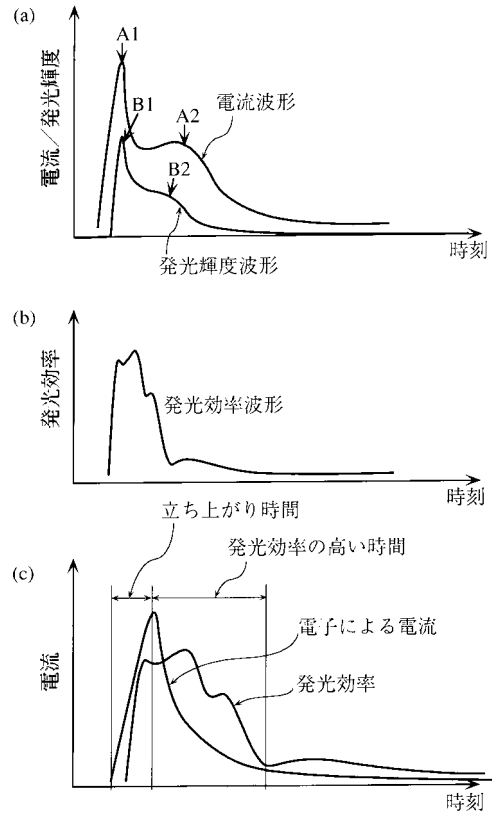 (a)
電流／発光輝度
A1
B1
A2
電流波形
B2
発光輝度波形
時刻
(b)
発光効率
発光効率波形
時刻
立ち上がり時間
発光効率の高い時間
(c)
電流
電子による電流
発光効率
時刻